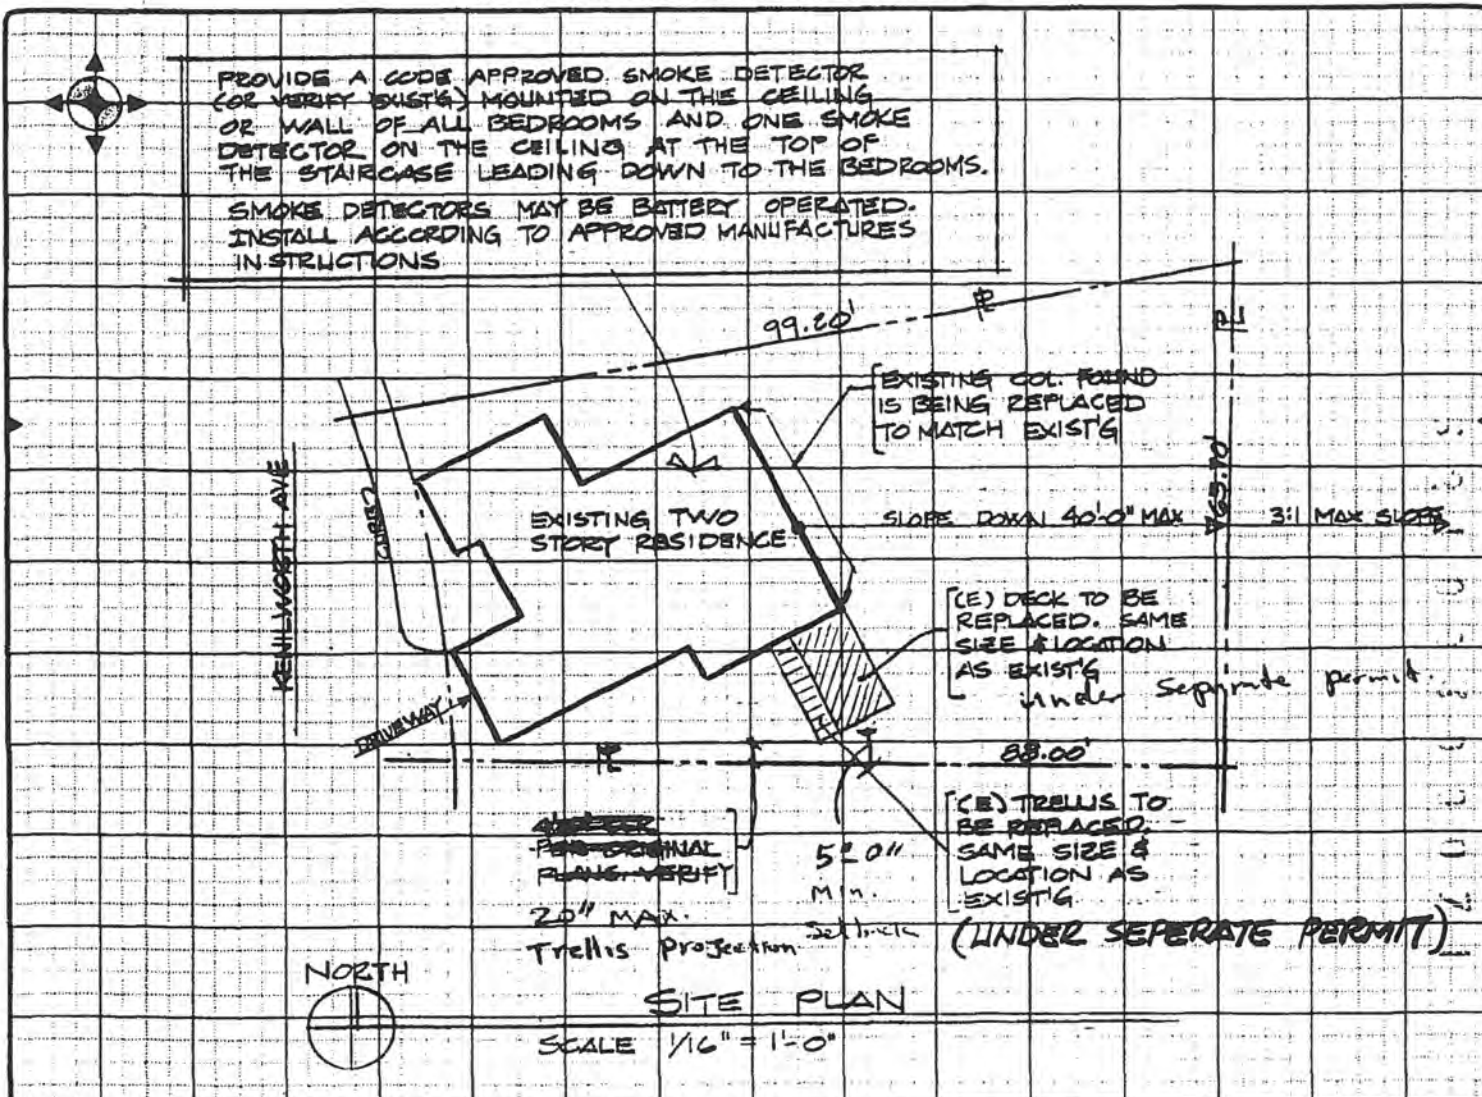 PROVIDE A CODE APPROVED SMOKE DETECTOR
(OR VERIFY EXIST'G) MOUNTED ON THE CEILING
OR WALL OF ALL BEDROOMS AND ONE SMOKE
DETECTOR ON THE CEILING AT THE TOP OF
THE STAIRCASE LEADING DOWN TO THE BEDROOMS.
SMOKE DETECTORS MAY BE BATTERY OPERATED.
INSTALL ACCORDING TO APPROVED MANUFACTURES
INSTRUCTIONS
99.20'
PL
PL
EXISTING COL. FOUND
IS BEING REPLACED
TO MATCH EXIST'G
KENILWORTH AVE
CURB
EXISTING TWO
STORY RESIDENCE
SLOPE DOWN 40'-0" MAX
65.70'
3:1 MAX SLOPE
(E) DECK TO BE
REPLACED. SAME
SIZE & LOCATION
AS EXIST'G
under separate permit.
DRIVEWAY
PL
88.00'
ORIGINAL
PLANS. VERIFY
20" MAX.
Trellis Projection
5'-0"
Min.
Setback
(E) TRELLIS TO
BE REPLACED.
SAME SIZE &
LOCATION AS
EXIST'G
(UNDER SEPERATE PERMIT)
NORTH
SITE PLAN
SCALE 1/16" = 1'-0"